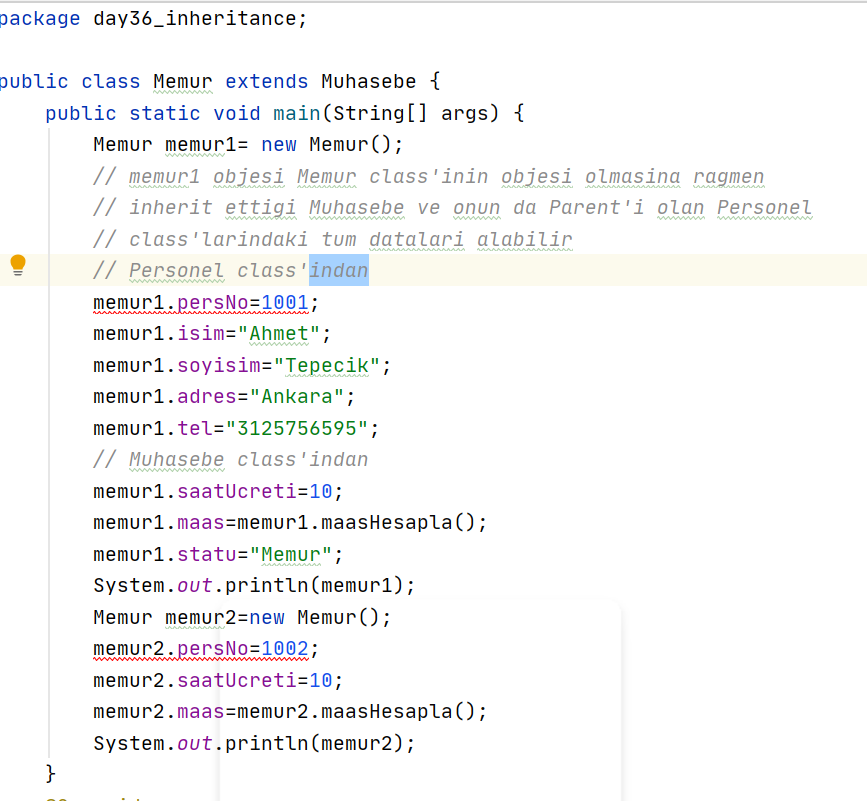 package day36_inheritance;
public class Memur extends Muhasebe {
public static void main(String[] args) {
Memur memur1= new Memur();
// memur1 objesi Memur class'inin objesi olmasina ragmen
// inherit ettigi Muhasebe ve onun da Parent'i olan Personel
// class'larindaki tum datalari alabilir
// Personel class'indan
memur1.persNo=1001;
memur1.isim="Ahmet";
memur1.soyisim="Tepecik";
memur1.adres="Ankara";
memur1.tel="3125756595";
// Muhasebe class'indan
memur1.saatUcreti=10;
memur1.maas=memur1.maasHesapla();
memur1.statu="Memur";
System.out.println(memur1);
Memur memur2=new Memur();
memur2.persNo=1002;
memur2.saatUcreti=10;
memur2.maas=memur2.maasHesapla();
System.out.println(memur2);
}